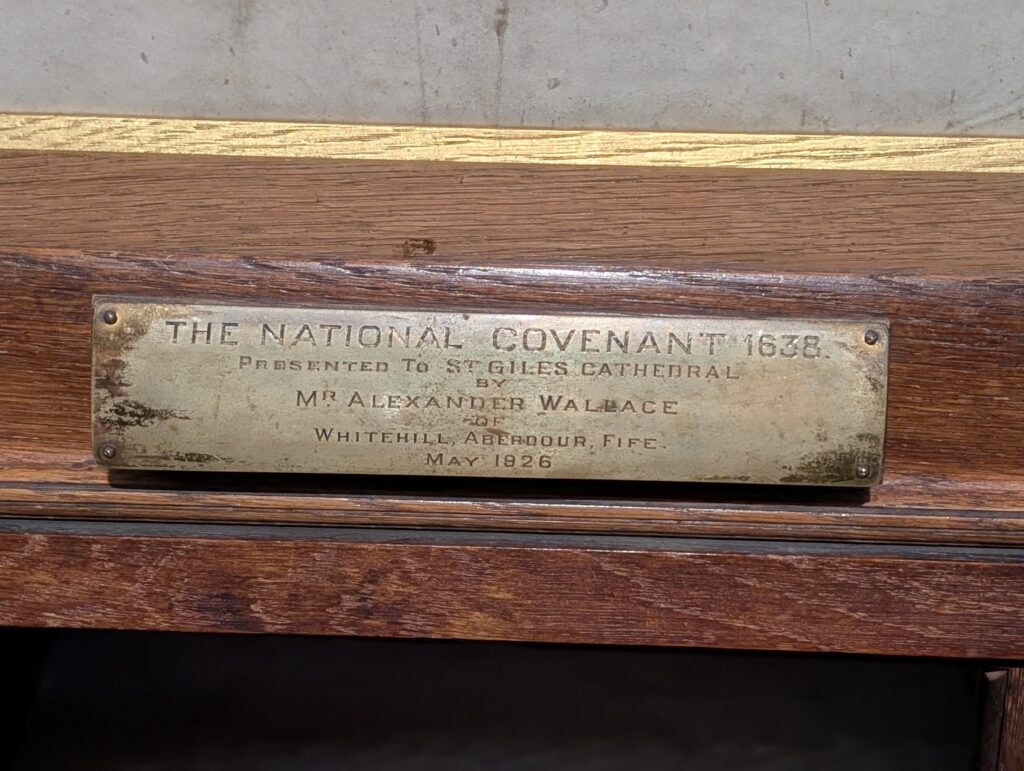 THE NATIONAL COVENANT 1638.
PRESENTED TO ST GILES CATHEDRAL
BY
MR ALEXANDER WALLACE
OF
WHITEHILL, ABERDOUR, FIFE.
MAY 1926